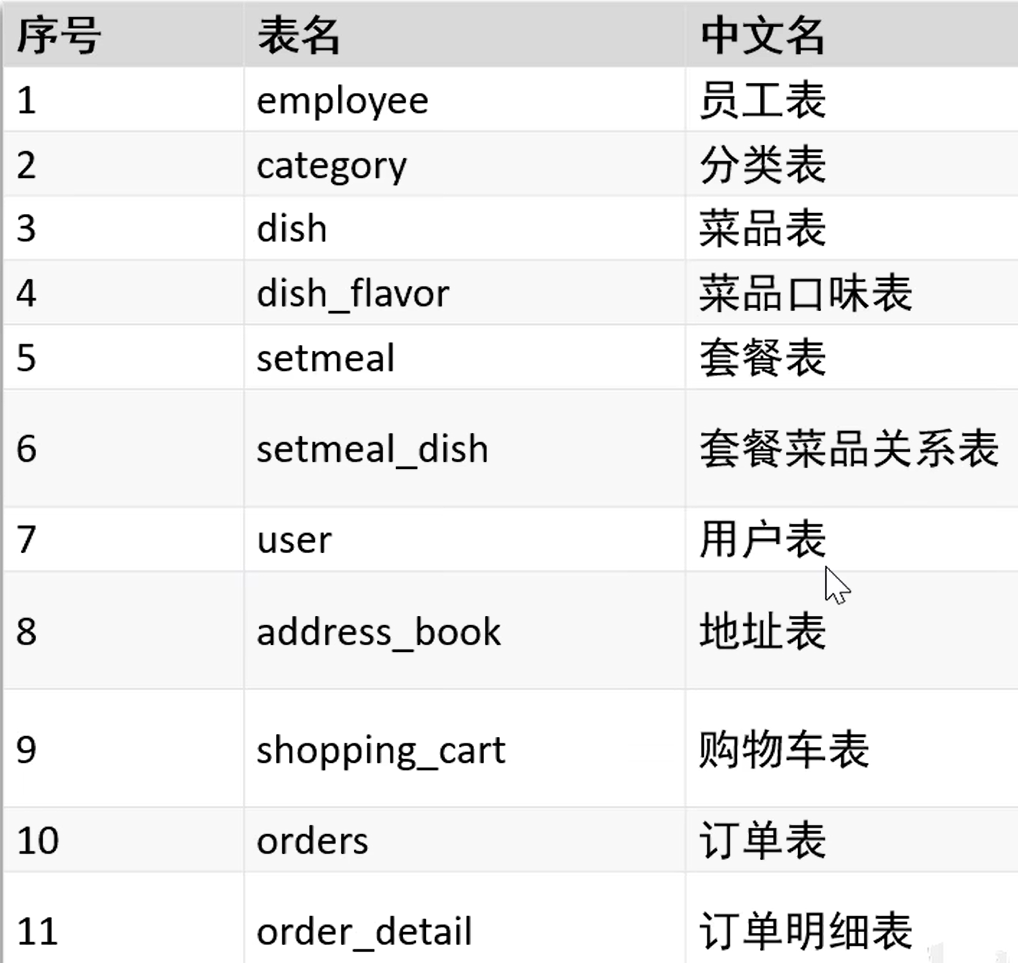 序号 表名 中文名
1 employee 员工表
2 category 分类表
3 dish 菜品表
4 dish_flavor 菜品口味表
5 setmeal 套餐表
6 setmeal_dish 套餐菜品关系表
7 user 用户表
8 address_book 地址表
9 shopping_cart 购物车表
10 orders 订单表
11 order_detail 订单明细表